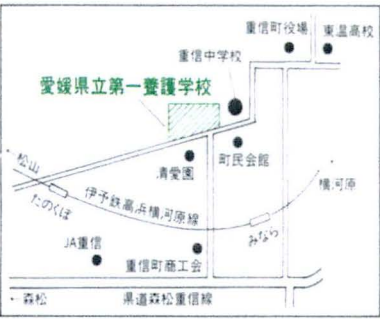 重信町役場
東温高校
重信中学校
愛媛県立第一養護学校
町民会館
清愛園
松山
たのくぼ
伊予鉄高浜横河原線
横河原
みなら
JA重信
重信町商工会
←森松
県道森松重信線